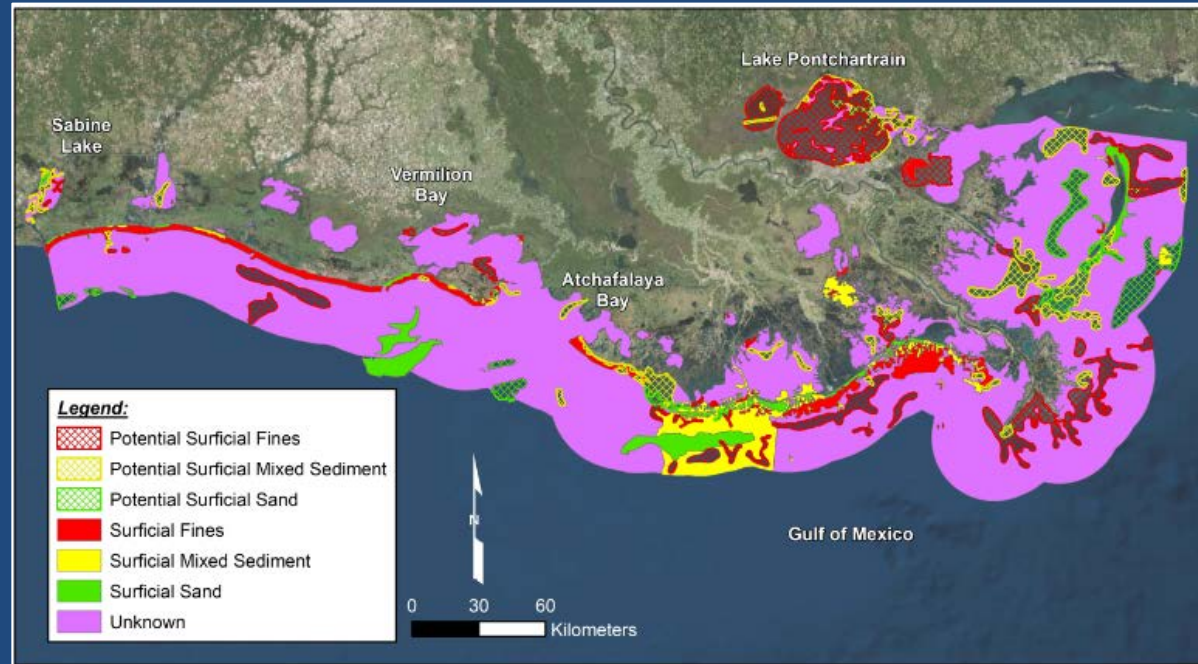 Lake Pontchartrain
Sabine
Lake
Vermilion
Bay
Atchafalaya
Bay
Legend:
Potential Surficial Fines
Potential Surficial Mixed Sediment
Potential Surficial Sand
Surficial Fines
Surficial Mixed Sediment
Surficial Sand
Unknown
N
Gulf of Mexico
0 30 60
Kilometers